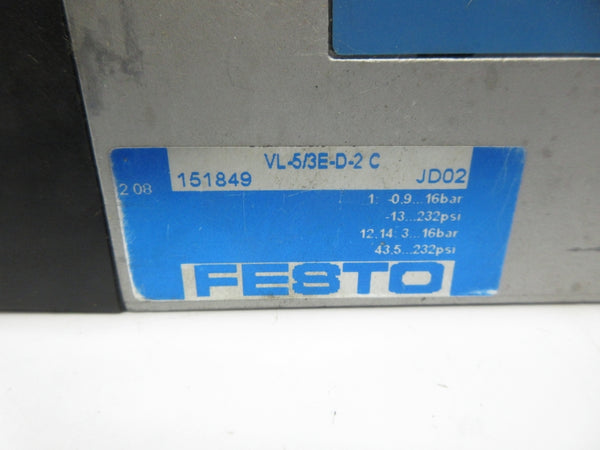 VL-5/3E-D-2 C
151849 JD02
2 08
1: -0,9...16bar
-13...232psi
12,14: 3...16bar
43,5...232psi
FESTO